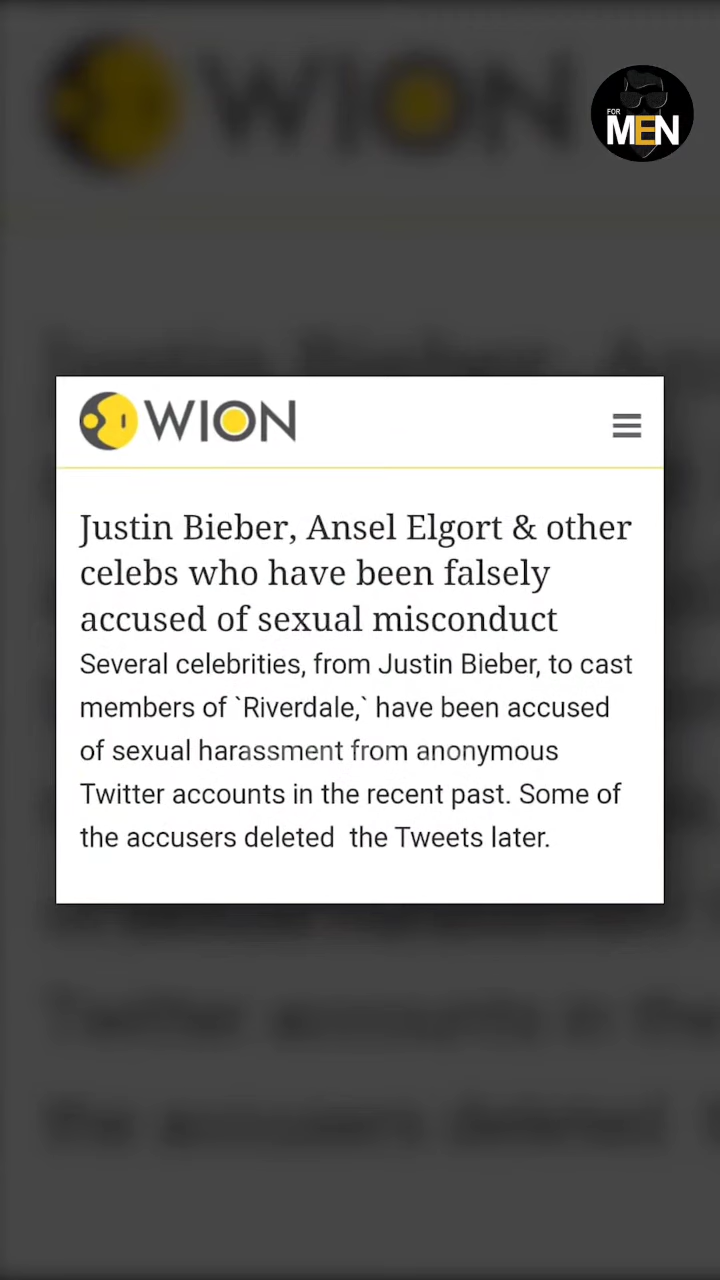 FOR
MEN
WION
WION
Justin Bieber, Ansel Elgort & other
celebs who have been falsely
accused of sexual misconduct
Several celebrities, from Justin Bieber, to cast
members of `Riverdale,` have been accused
of sexual harassment from anonymous
Twitter accounts in the recent past. Some of
the accusers deleted  the Tweets later.